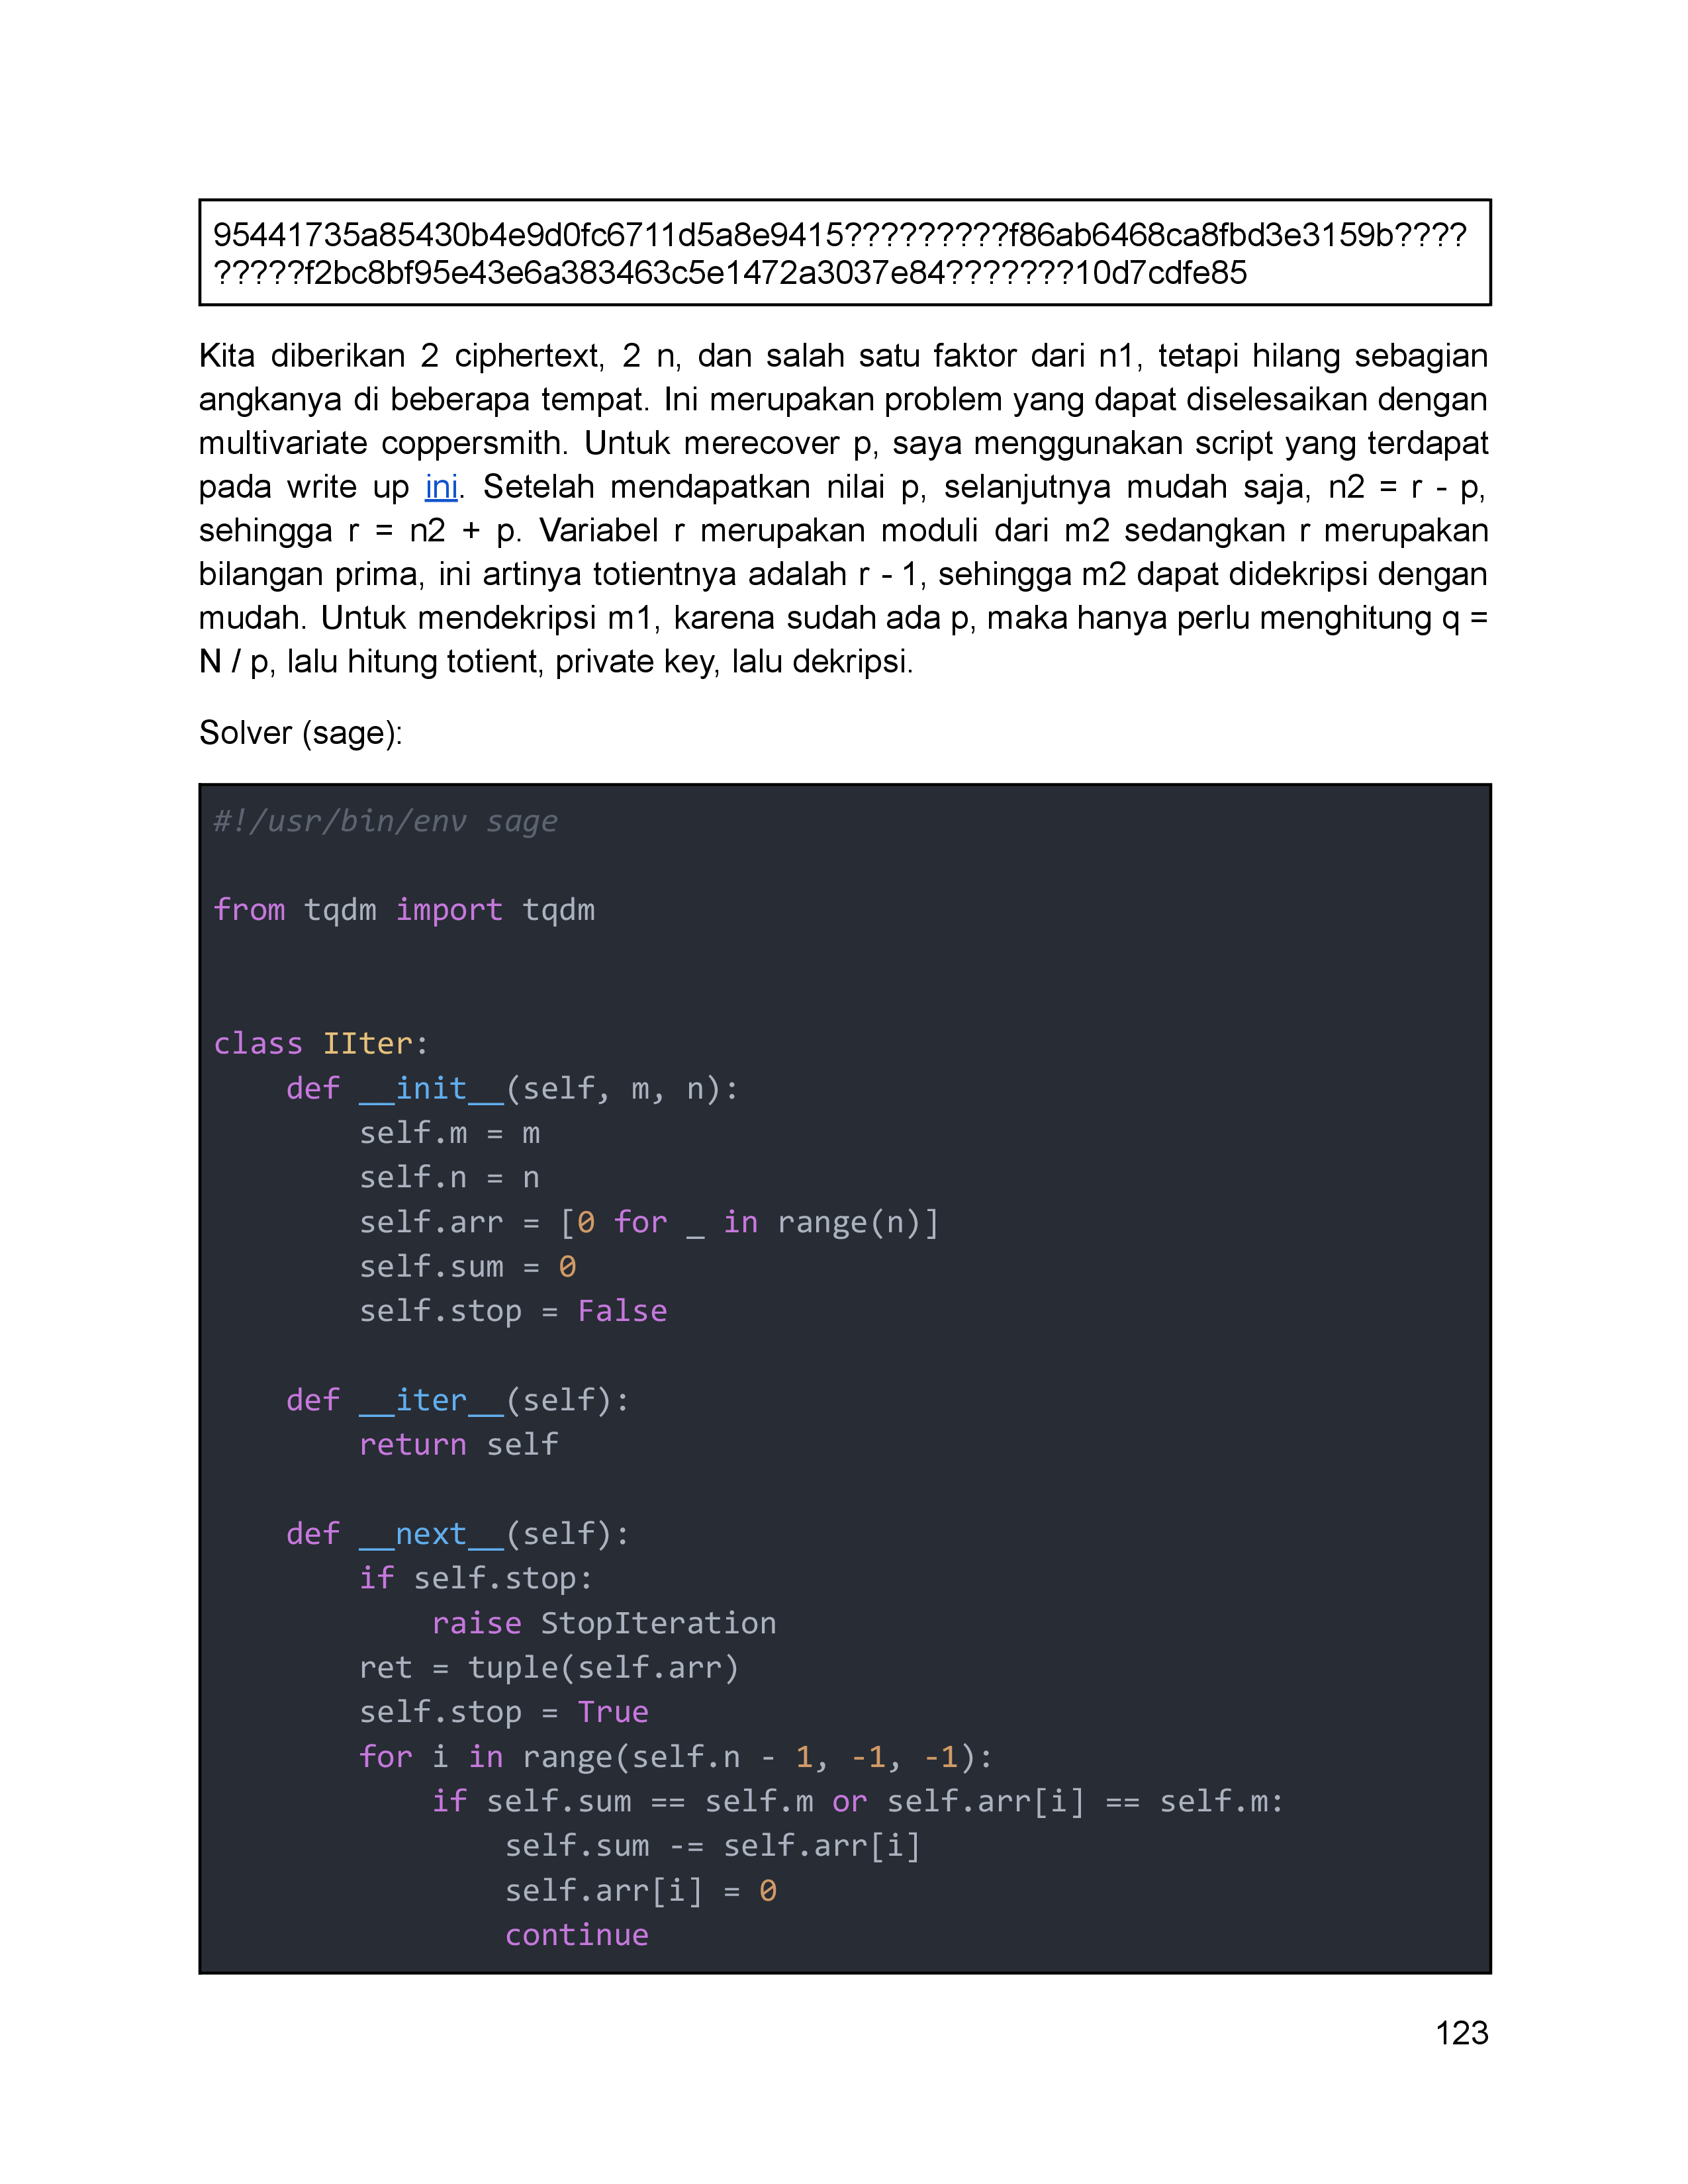 95441735a85430b4e9d0fc6711d5a8e9415?????????f86ab6468ca8fbd3e3159b????
?????f2bc8bf95e43e6a383463c5e1472a3037e84???????10d7cdfe85
Kita diberikan 2 ciphertext, 2 n, dan salah satu faktor dari n1, tetapi hilang sebagian
angkanya di beberapa tempat. Ini merupakan problem yang dapat diselesaikan dengan
multivariate coppersmith. Untuk merecover p, saya menggunakan script yang terdapat
pada write up ini. Setelah mendapatkan nilai p, selanjutnya mudah saja, n2 = r - p,
sehingga r = n2 + p. Variabel r merupakan moduli dari m2 sedangkan r merupakan
bilangan prima, ini artinya totientnya adalah r - 1, sehingga m2 dapat didekripsi dengan
mudah. Untuk mendekripsi m1, karena sudah ada p, maka hanya perlu menghitung q =
N / p, lalu hitung totient, private key, lalu dekripsi.
Solver (sage):
#!/usr/bin/env sage
from tqdm import tqdm
class IIter:
    def __init__(self, m, n):
        self.m = m
        self.n = n
        self.arr = [0 for _ in range(n)]
        self.sum = 0
        self.stop = False
    def __iter__(self):
        return self
    def __next__(self):
        if self.stop:
            raise StopIteration
        ret = tuple(self.arr)
        self.stop = True
        for i in range(self.n - 1, -1, -1):
            if self.sum == self.m or self.arr[i] == self.m:
                self.sum -= self.arr[i]
                self.arr[i] = 0
                continue
123